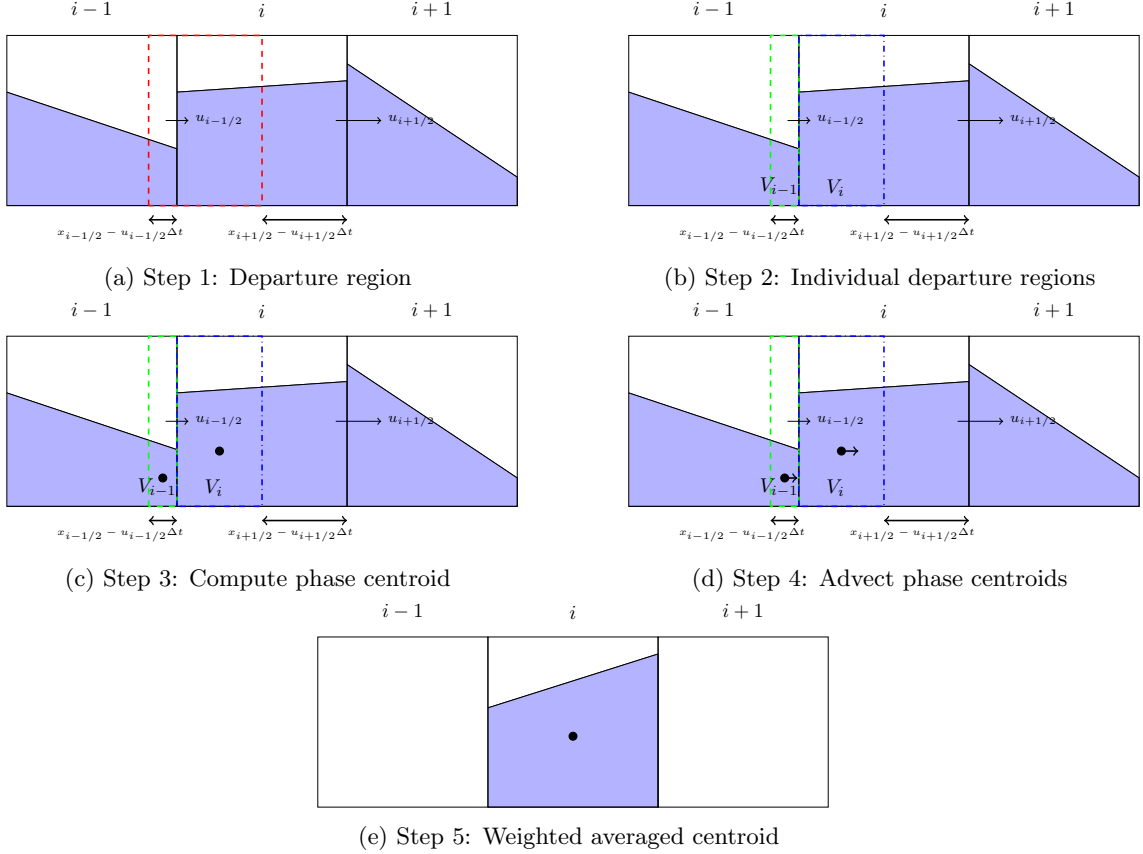 i − 1 i i + 1 i − 1 i i + 1
u_{i−1/2} u_{i+1/2} u_{i−1/2} u_{i+1/2}
V_{i−1} V_i
x_{i−1/2} − u_{i−1/2}Δt x_{i+1/2} − u_{i+1/2}Δt x_{i−1/2} − u_{i−1/2}Δt x_{i+1/2} − u_{i+1/2}Δt
(a) Step 1: Departure region (b) Step 2: Individual departure regions
i − 1 i i + 1 i − 1 i i + 1
u_{i−1/2} u_{i+1/2} u_{i−1/2} u_{i+1/2}
V_{i−1} V_i V_{i−1} V_i
x_{i−1/2} − u_{i−1/2}Δt x_{i+1/2} − u_{i+1/2}Δt x_{i−1/2} − u_{i−1/2}Δt x_{i+1/2} − u_{i+1/2}Δt
(c) Step 3: Compute phase centroid (d) Step 4: Advect phase centroids
i − 1 i i + 1
(e) Step 5: Weighted averaged centroid